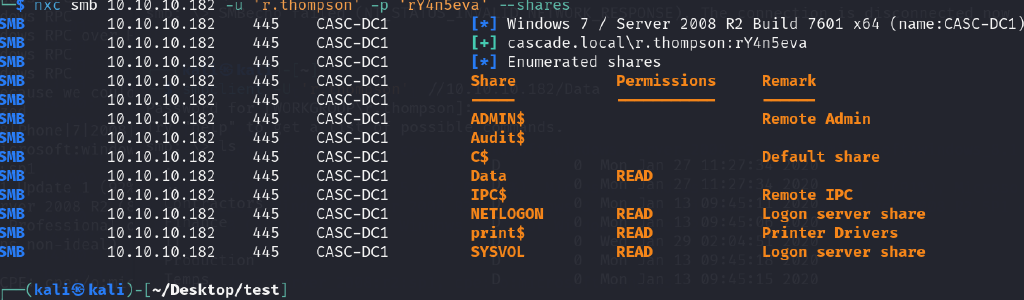 └─$ nxc smb 10.10.10.182 -u 'r.thompson' -p 'rY4n5eva' --shares
SMB 10.10.10.182 445 CASC-DC1 [*] Windows 7 / Server 2008 R2 Build 7601 x64 (name:CASC-DC1)
SMB 10.10.10.182 445 CASC-DC1 [+] cascade.local\r.thompson:rY4n5eva
SMB 10.10.10.182 445 CASC-DC1 [*] Enumerated shares
SMB 10.10.10.182 445 CASC-DC1 Share Permissions Remark
SMB 10.10.10.182 445 CASC-DC1 ----- ----------- ------
SMB 10.10.10.182 445 CASC-DC1 ADMIN$ Remote Admin
SMB 10.10.10.182 445 CASC-DC1 Audit$
SMB 10.10.10.182 445 CASC-DC1 C$ Default share
SMB 10.10.10.182 445 CASC-DC1 Data READ
SMB 10.10.10.182 445 CASC-DC1 IPC$ Remote IPC
SMB 10.10.10.182 445 CASC-DC1 NETLOGON READ Logon server share
SMB 10.10.10.182 445 CASC-DC1 print$ READ Printer Drivers
SMB 10.10.10.182 445 CASC-DC1 SYSVOL READ Logon server share
┌──(kali㉿kali)-[~/Desktop/test]